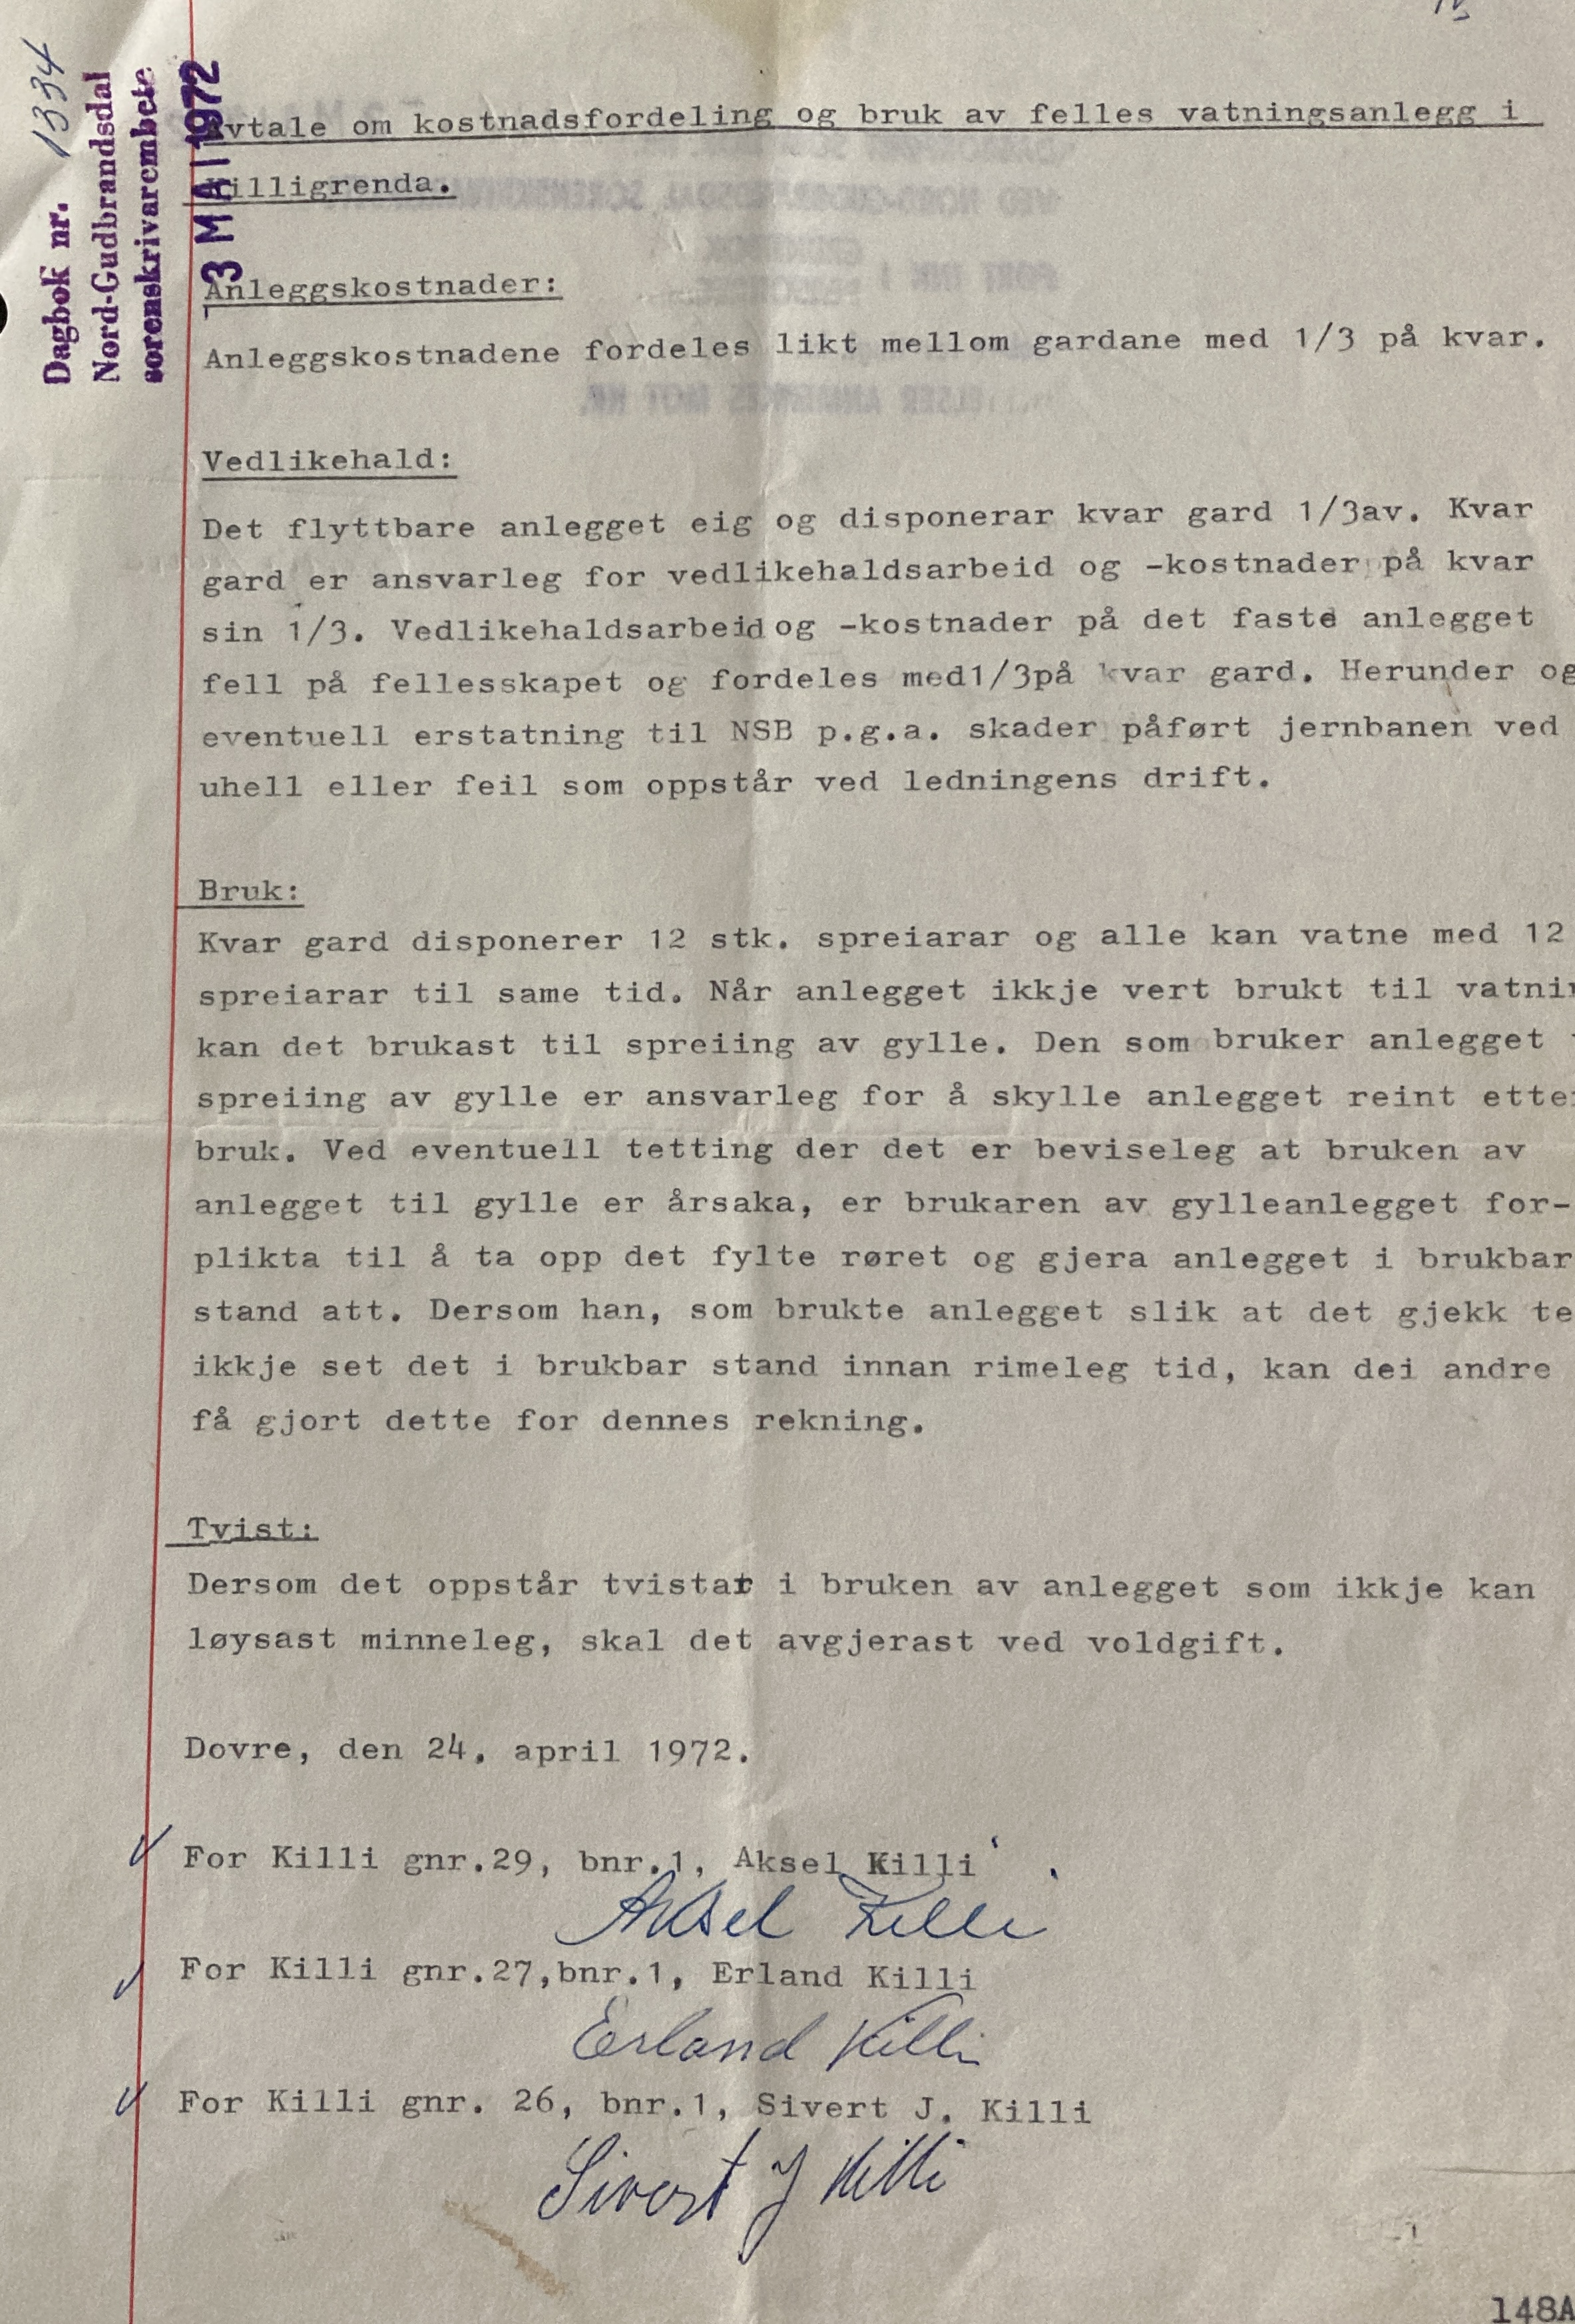 Dagbok nr. 1334
Nord-Gudbrandsdal
sorenskrivarembete
3 MAI 1972
Avtale om kostnadsfordeling og bruk av felles vatningsanlegg i
Killigrenda.
Anleggskostnader:
Anleggskostnadene fordeles likt mellom gardane med 1/3 på kvar.
Vedlikehald:
Det flyttbare anlegget eig og disponerar kvar gard 1/3av. Kvar
gard er ansvarleg for vedlikehaldsarbeid og -kostnader på kvar
sin 1/3. Vedlikehaldsarbeid og -kostnader på det faste anlegget
fell på fellesskapet og fordeles med1/3på kvar gard. Herunder og
eventuell erstatning til NSB p.g.a. skader påført jernbanen ved
uhell eller feil som oppstår ved ledningens drift.
Bruk:
Kvar gard disponerer 12 stk. spreiarar og alle kan vatne med 12
spreiarar til same tid. Når anlegget ikkje vert brukt til vatni
kan det brukast til spreiing av gylle. Den som bruker anlegget
spreiing av gylle er ansvarleg for å skylle anlegget reint ette
bruk. Ved eventuell tetting der det er beviseleg at bruken av
anlegget til gylle er årsaka, er brukaren av gylleanlegget for-
plikta til å ta opp det fylte røret og gjera anlegget i brukbar
stand att. Dersom han, som brukte anlegget slik at det gjekk te
ikkje set det i brukbar stand innan rimeleg tid, kan dei andre
få gjort dette for dennes rekning.
Tvist:
Dersom det oppstår tvistar i bruken av anlegget som ikkje kan
løysast minneleg, skal det avgjerast ved voldgift.
Dovre, den 24. april 1972.
For Killi gnr.29, bnr.1, Aksel Killi
Aksel Killi
For Killi gnr.27,bnr.1, Erland Killi
Erland Killi
For Killi gnr. 26, bnr.1, Sivert J. Killi
Sivert J Killi
148A